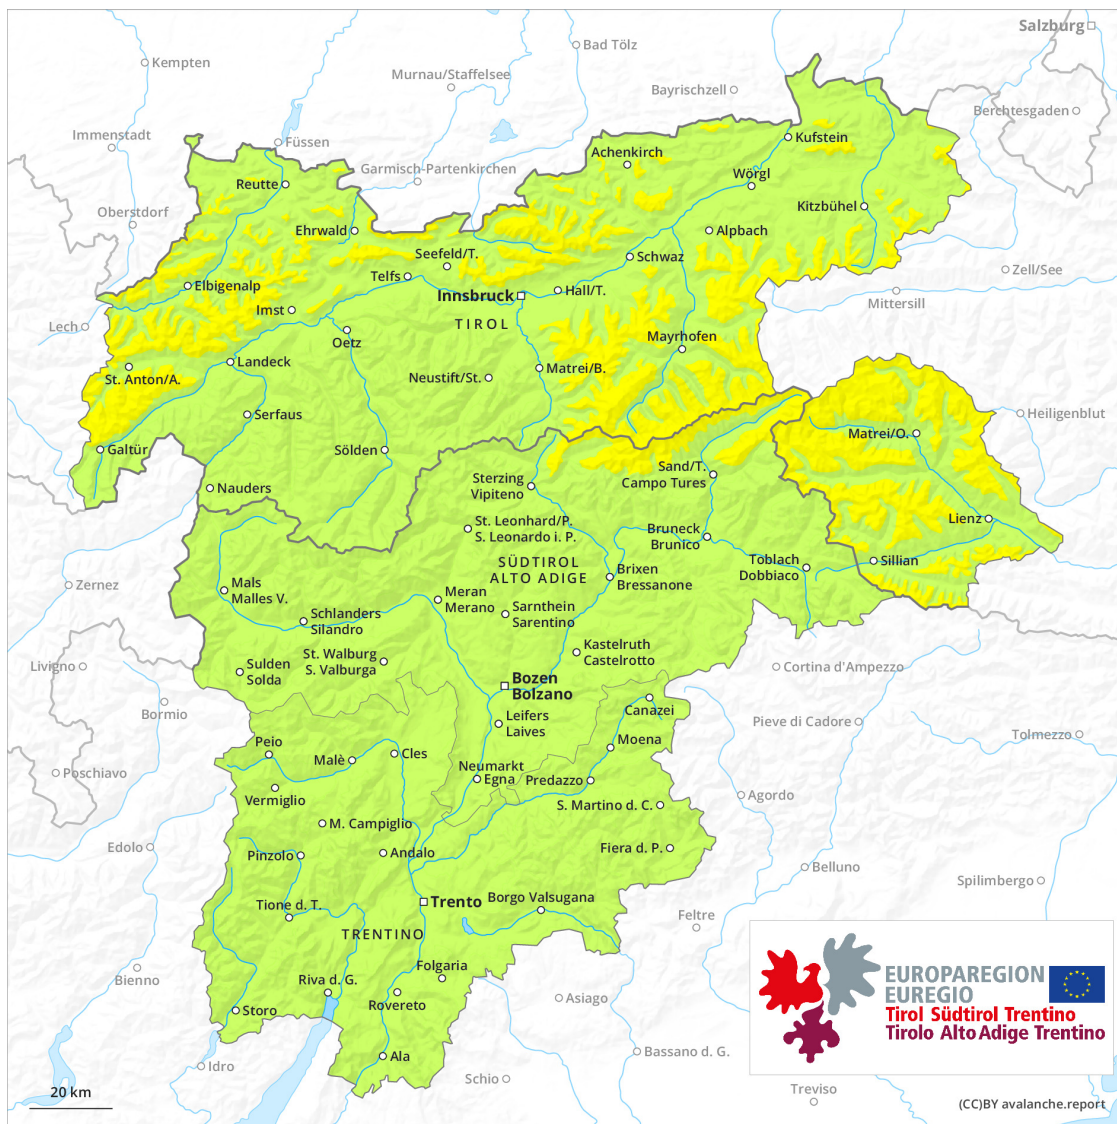 Salzburg
Bad Tölz
Kempten
Murnau/Staffelsee
Bayrischzell
Berchtesgaden
Immenstadt
Füssen
Kufstein
Achenkirch
Garmisch-Partenkirchen
Wörgl
Reutte
Oberstdorf
Kitzbühel
Ehrwald
Alpbach
Seefeld/T.
Schwaz
Telfs
Zell/See
Elbigenalp
Hall/T.
Innsbruck
Mittersill
Imst
TIROL
Lech
Oetz
Mayrhofen
Landeck
Matrei/B.
St. Anton/A.
Neustift/St.
Serfaus
Heiligenblut
Matrei/O.
Galtür
Sölden
Sand/T.
Campo Tures
Sterzing
Vipiteno
Nauders
Lienz
St. Leonhard/P.
S. Leonardo i. P.
Bruneck
Brunico
SÜDTIROL
ALTO ADIGE
Toblach
Dobbiaco
Sillian
Brixen
Bressanone
Zernez
Mals
Malles V.
Meran
Merano
Sarnthein
Sarentino
Schlanders
Silandro
Kastelruth
Castelrotto
St. Walburg
S. Valburga
Livigno
Sulden
Solda
Cortina d'Ampezzo
Bozen
Bolzano
Bormio
Canazei
Leifers
Laives
Pieve di Cadore
Tolmezzo
Peio
Moena
Cles
Malè
Poschiavo
Neumarkt
Egna
Predazzo
Vermiglio
Agordo
S. Martino d. C.
M. Campiglio
Edolo
Fiera d. P.
Pinzolo
Andalo
Belluno
Spilimbergo
Trento
Borgo Valsugana
Tione d. T.
Feltre
TRENTINO
Folgaria
Bienno
Riva d. G.
Asiago
Rovereto
Storo
EUROPAREGION
EUREGIO
Tirol Südtirol Trentino
Tirolo Alto Adige Trentino
Ala
Bassano d. G.
Idro
Schio
Treviso
20 km
(CC)BY avalanche.report